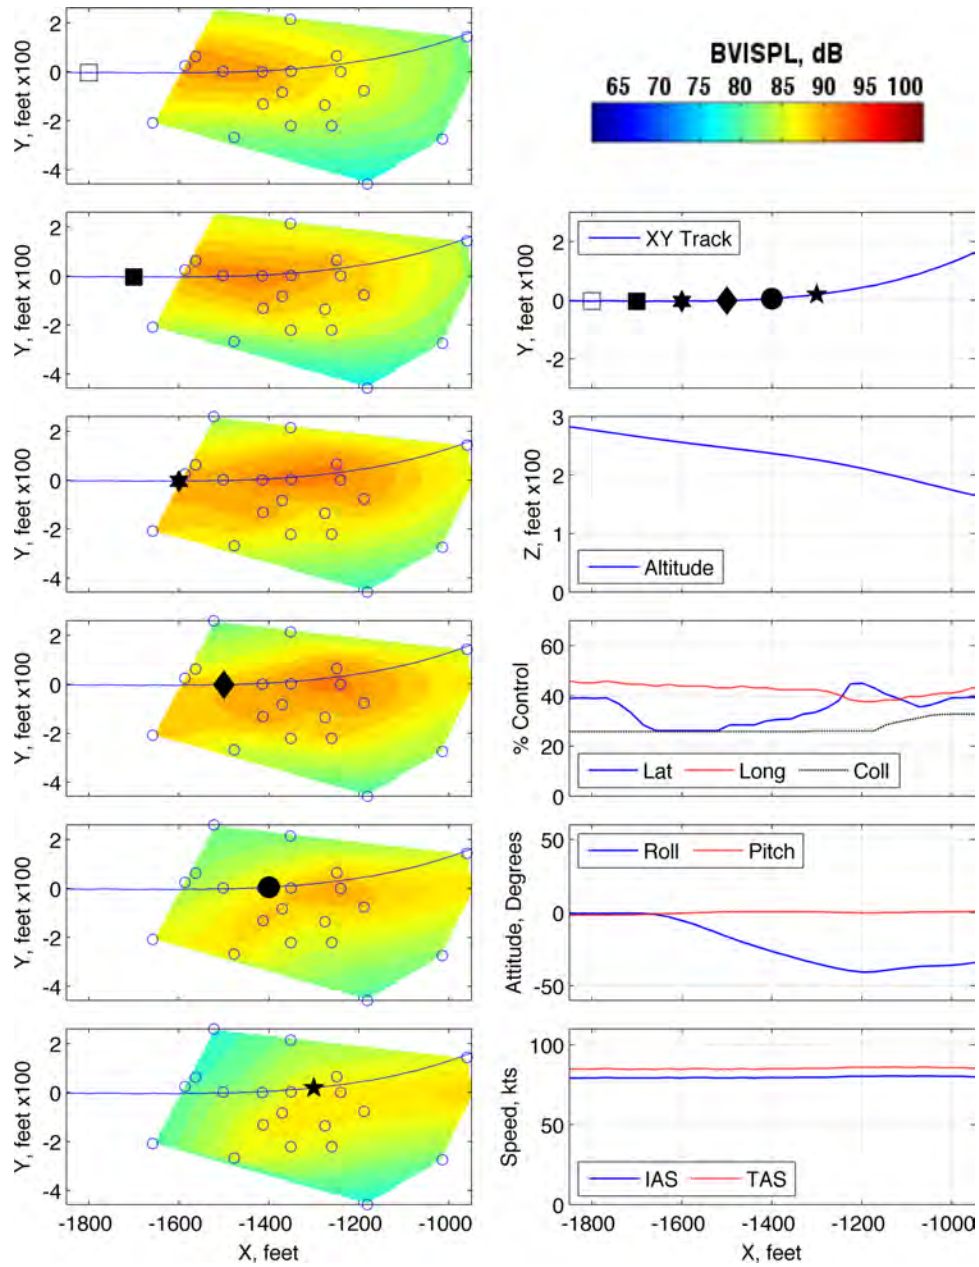 BVISPL, dB
65 70 75 80 85 90 95 100
Y, feet x100
2
0
-2
-4
Y, feet x100
2
0
-2
-4
XY Track
Y, feet x100
2
0
-2
Y, feet x100
2
0
-2
-4
Altitude
Z, feet x100
3
2
1
0
Y, feet x100
2
0
-2
-4
% Control
60
40
20
0
Lat Long Coll
Y, feet x100
2
0
-2
-4
Roll Pitch
Attitude, Degrees
50
0
-50
Y, feet x100
2
0
-2
-4
-1800 -1600 -1400 -1200 -1000
X, feet
Speed, kts
100
50
0
IAS TAS
-1800 -1600 -1400 -1200 -1000
X, feet